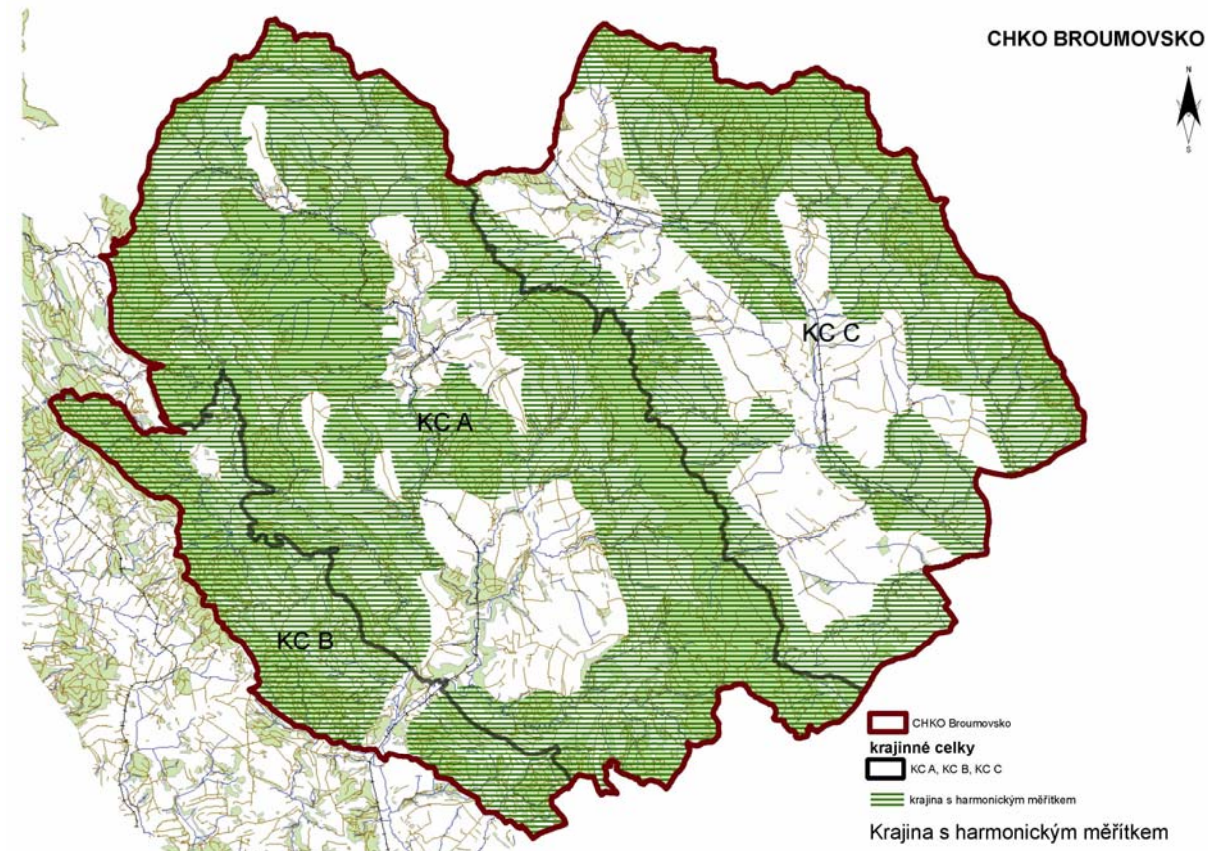 CHKO BROUMOVSKO
N
S
KC C
KC A
KC B
CHKO Broumovsko
krajinné celky
KC A, KC B, KC C
krajina s harmonickým měřítkem
Krajina s harmonickým měřítkem